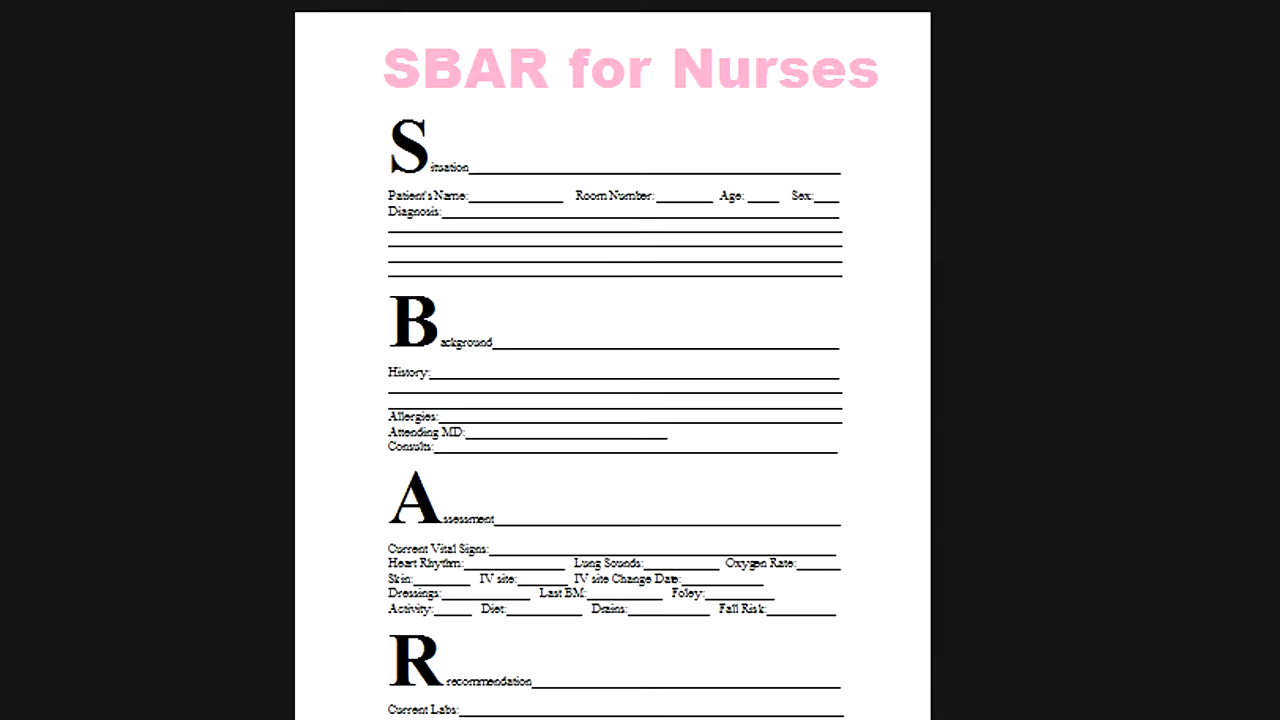 SBAR for Nurses
Situation
Patient's Name: Room Number: Age: Sex:
Diagnosis:
Background
History:
Allergies:
Attending MD:
Consults:
Assessment
Current Vital Signs:
Heart Rhythm: Lung Sounds: Oxygen Rate:
Skin: IV site: IV site Change Date:
Dressings: Last BM: Foley:
Activity: Diet: Drains: Fall Risk:
R recommendation
Current Labs: